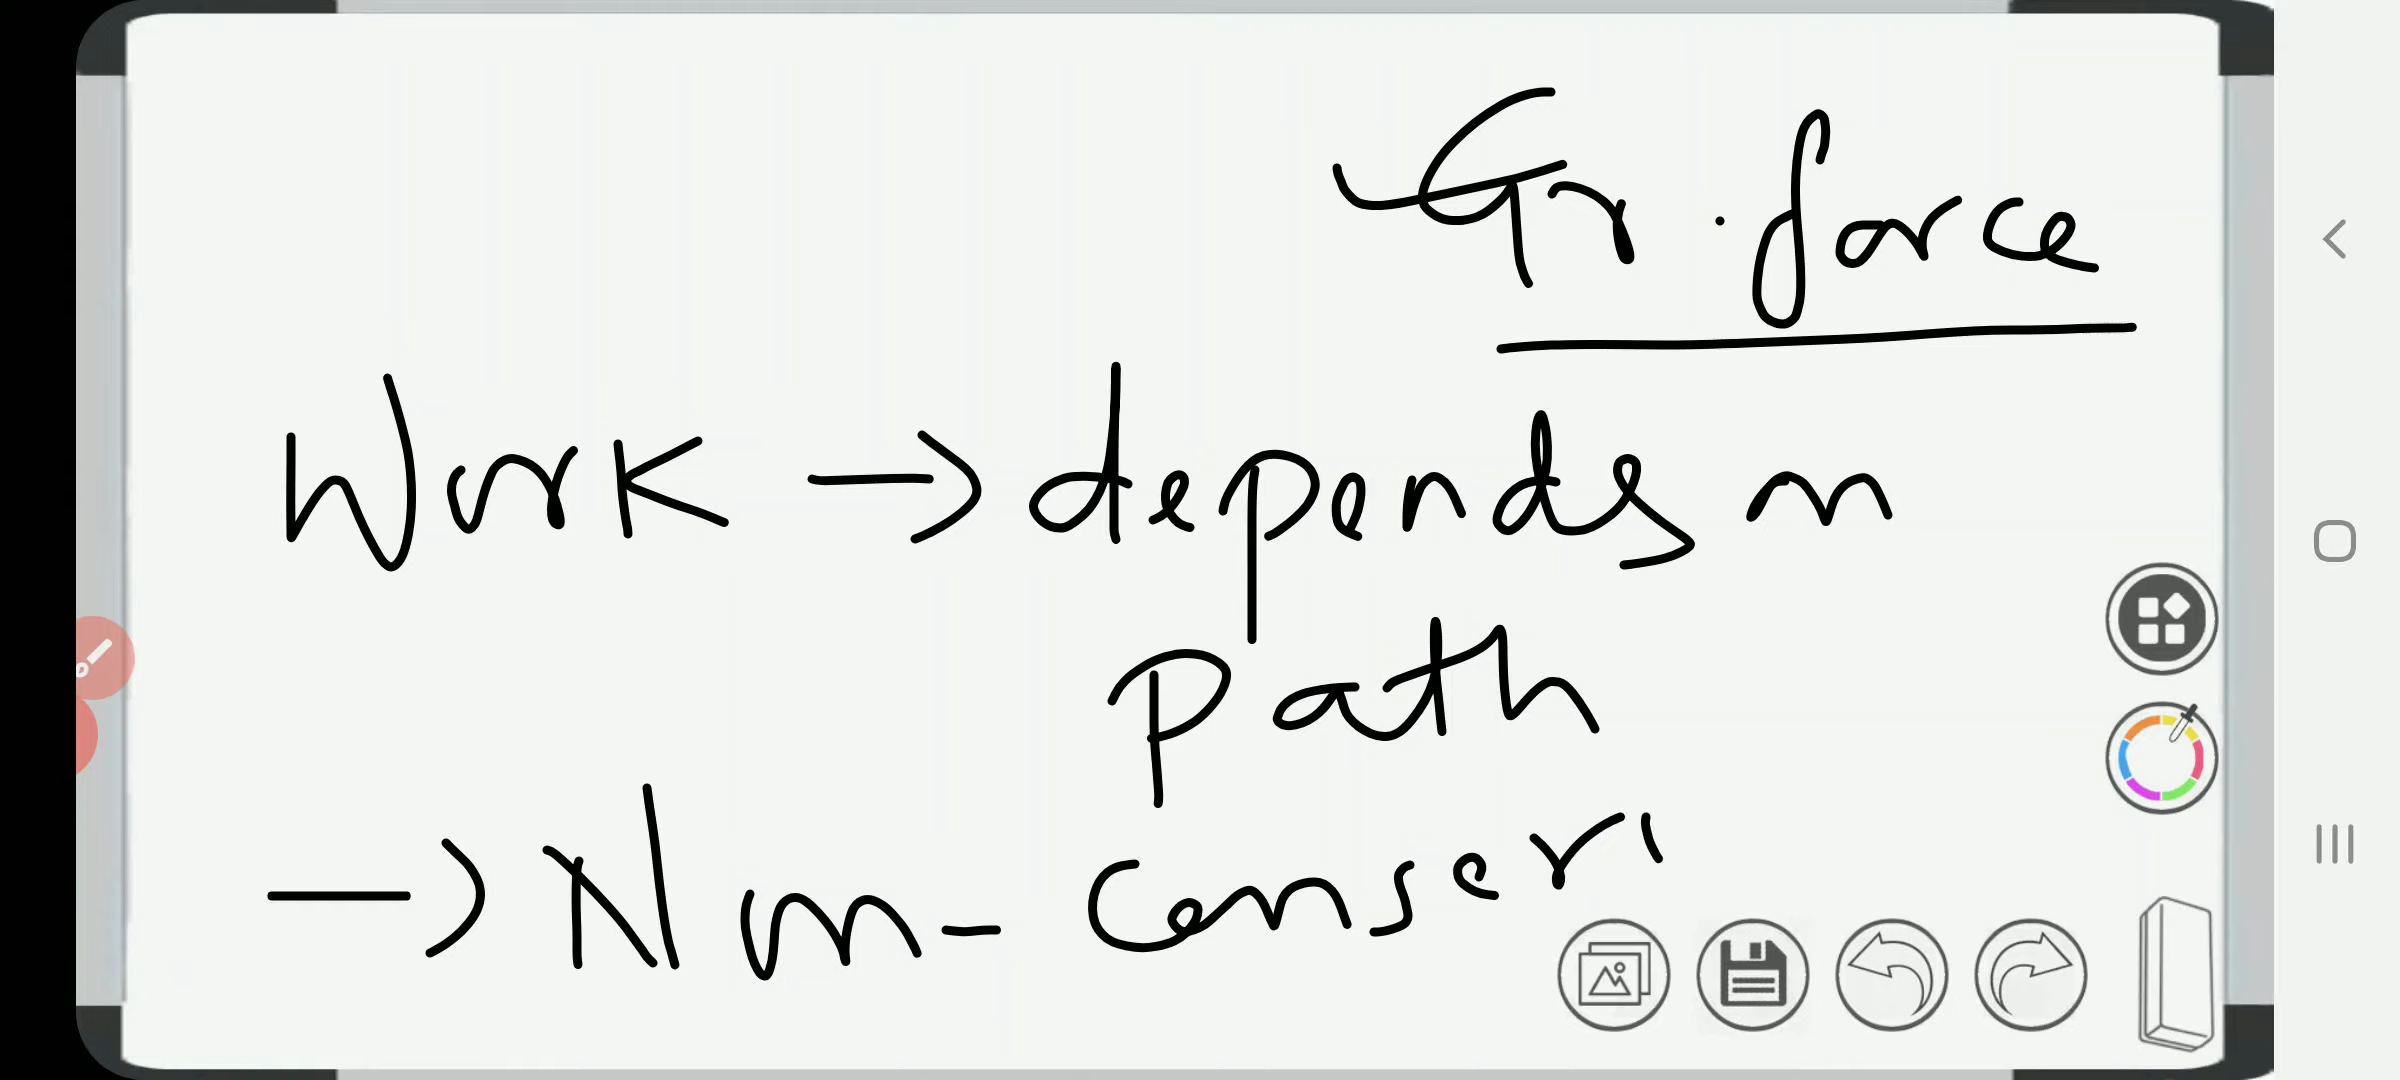 Gr. force
Work → depends on
path
→ Non - conser